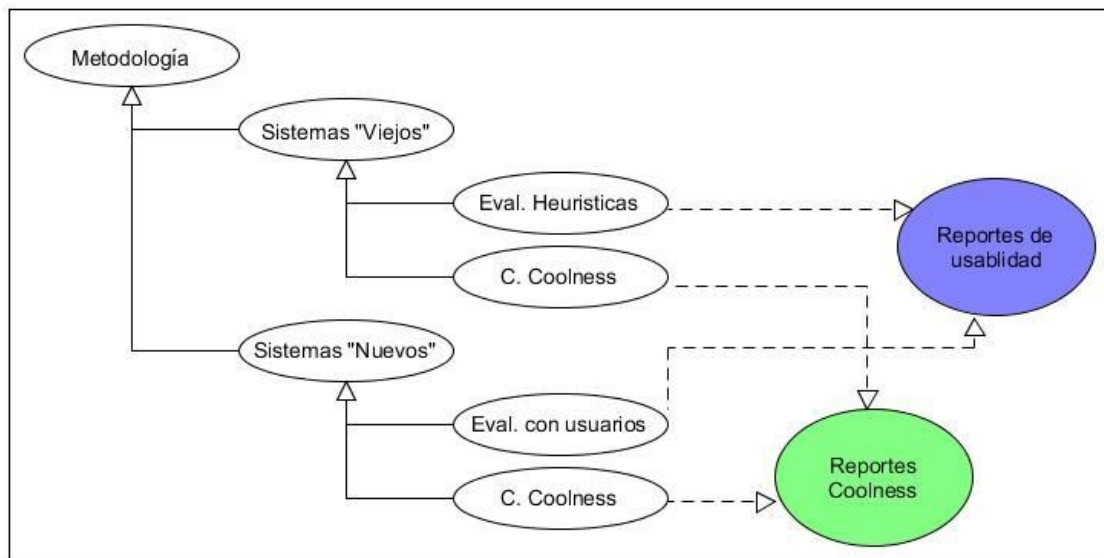 Metodología
Sistemas "Viejos"
Eval. Heuristicas
C. Coolness
Reportes de
usablidad
Sistemas "Nuevos"
Eval. con usuarios
C. Coolness
Reportes
Coolness